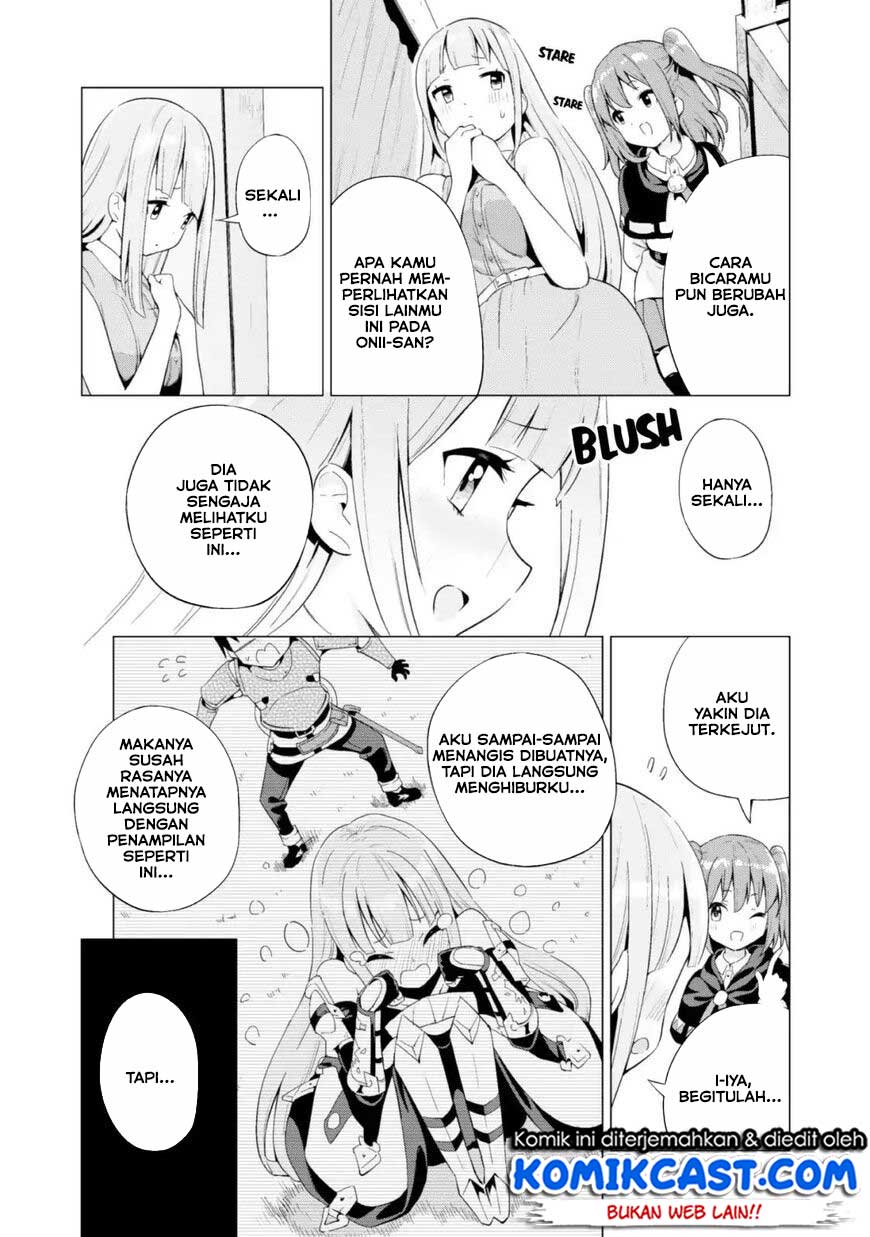 STARE
STARE
CARA
BICARAMU
PUN BERUBAH
JUGA.
APA KAMU
PERNAH MEM-
PERLIHATKAN
SISI LAINMU
INI PADA
ONII-SAN?
SEKALI
...
BLUSH
HANYA
SEKALI...
DIA
JUGA TIDAK
SENGAJA
MELIHATKU
SEPERTI
INI...
AKU
YAKIN DIA
TERKEJUT.
I-IYA,
BEGITULAH...
AKU SAMPAI-SAMPAI
MENANGIS DIBUATNYA,
TAPI DIA LANGSUNG
MENGHIBURKU...
MAKANYA
SUSAH
RASANYA
MENATAPNYA
LANGSUNG
DENGAN
PENAMPILAN
SEPERTI
INI...
TAPI...
Komik ini diterjemahkan & diedit oleh
KOMIKCAST.COM
BUKAN WEB LAIN!!